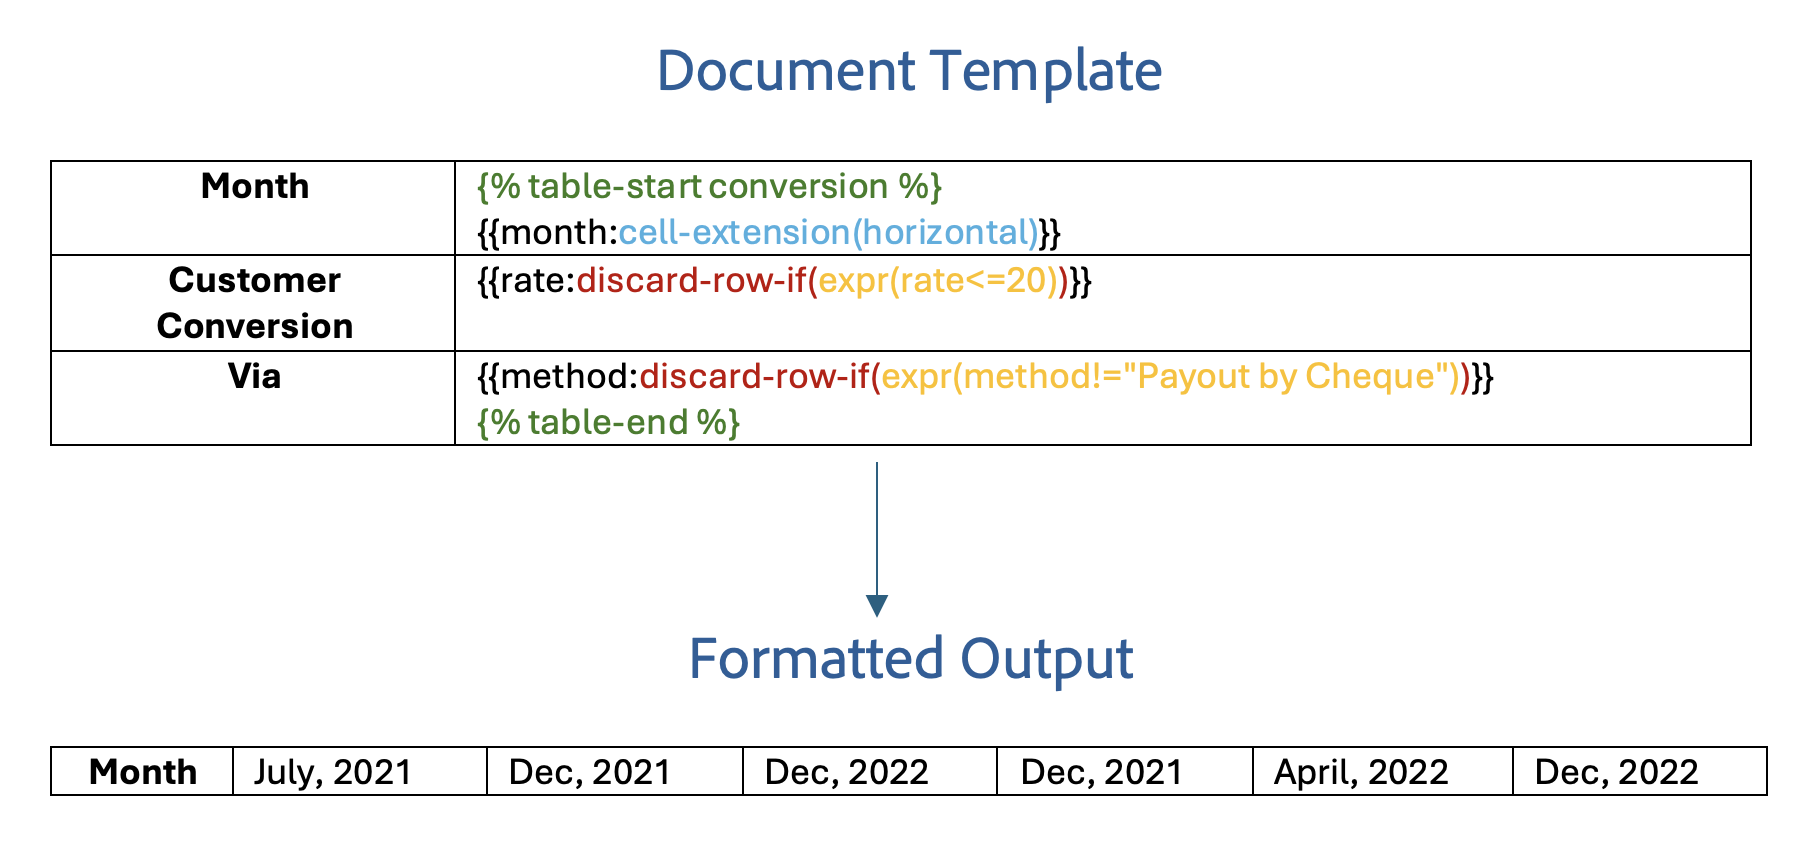 Document Template
Month
{% table-start conversion %}
{{month:cell-extension(horizontal)}}
Customer
Conversion
{{rate:discard-row-if(expr(rate<=20))}}
Via
{{method:discard-row-if(expr(method!="Payout by Cheque"))}}
{% table-end %}
Formatted Output
Month July, 2021 Dec, 2021 Dec, 2022 Dec, 2021 April, 2022 Dec, 2022